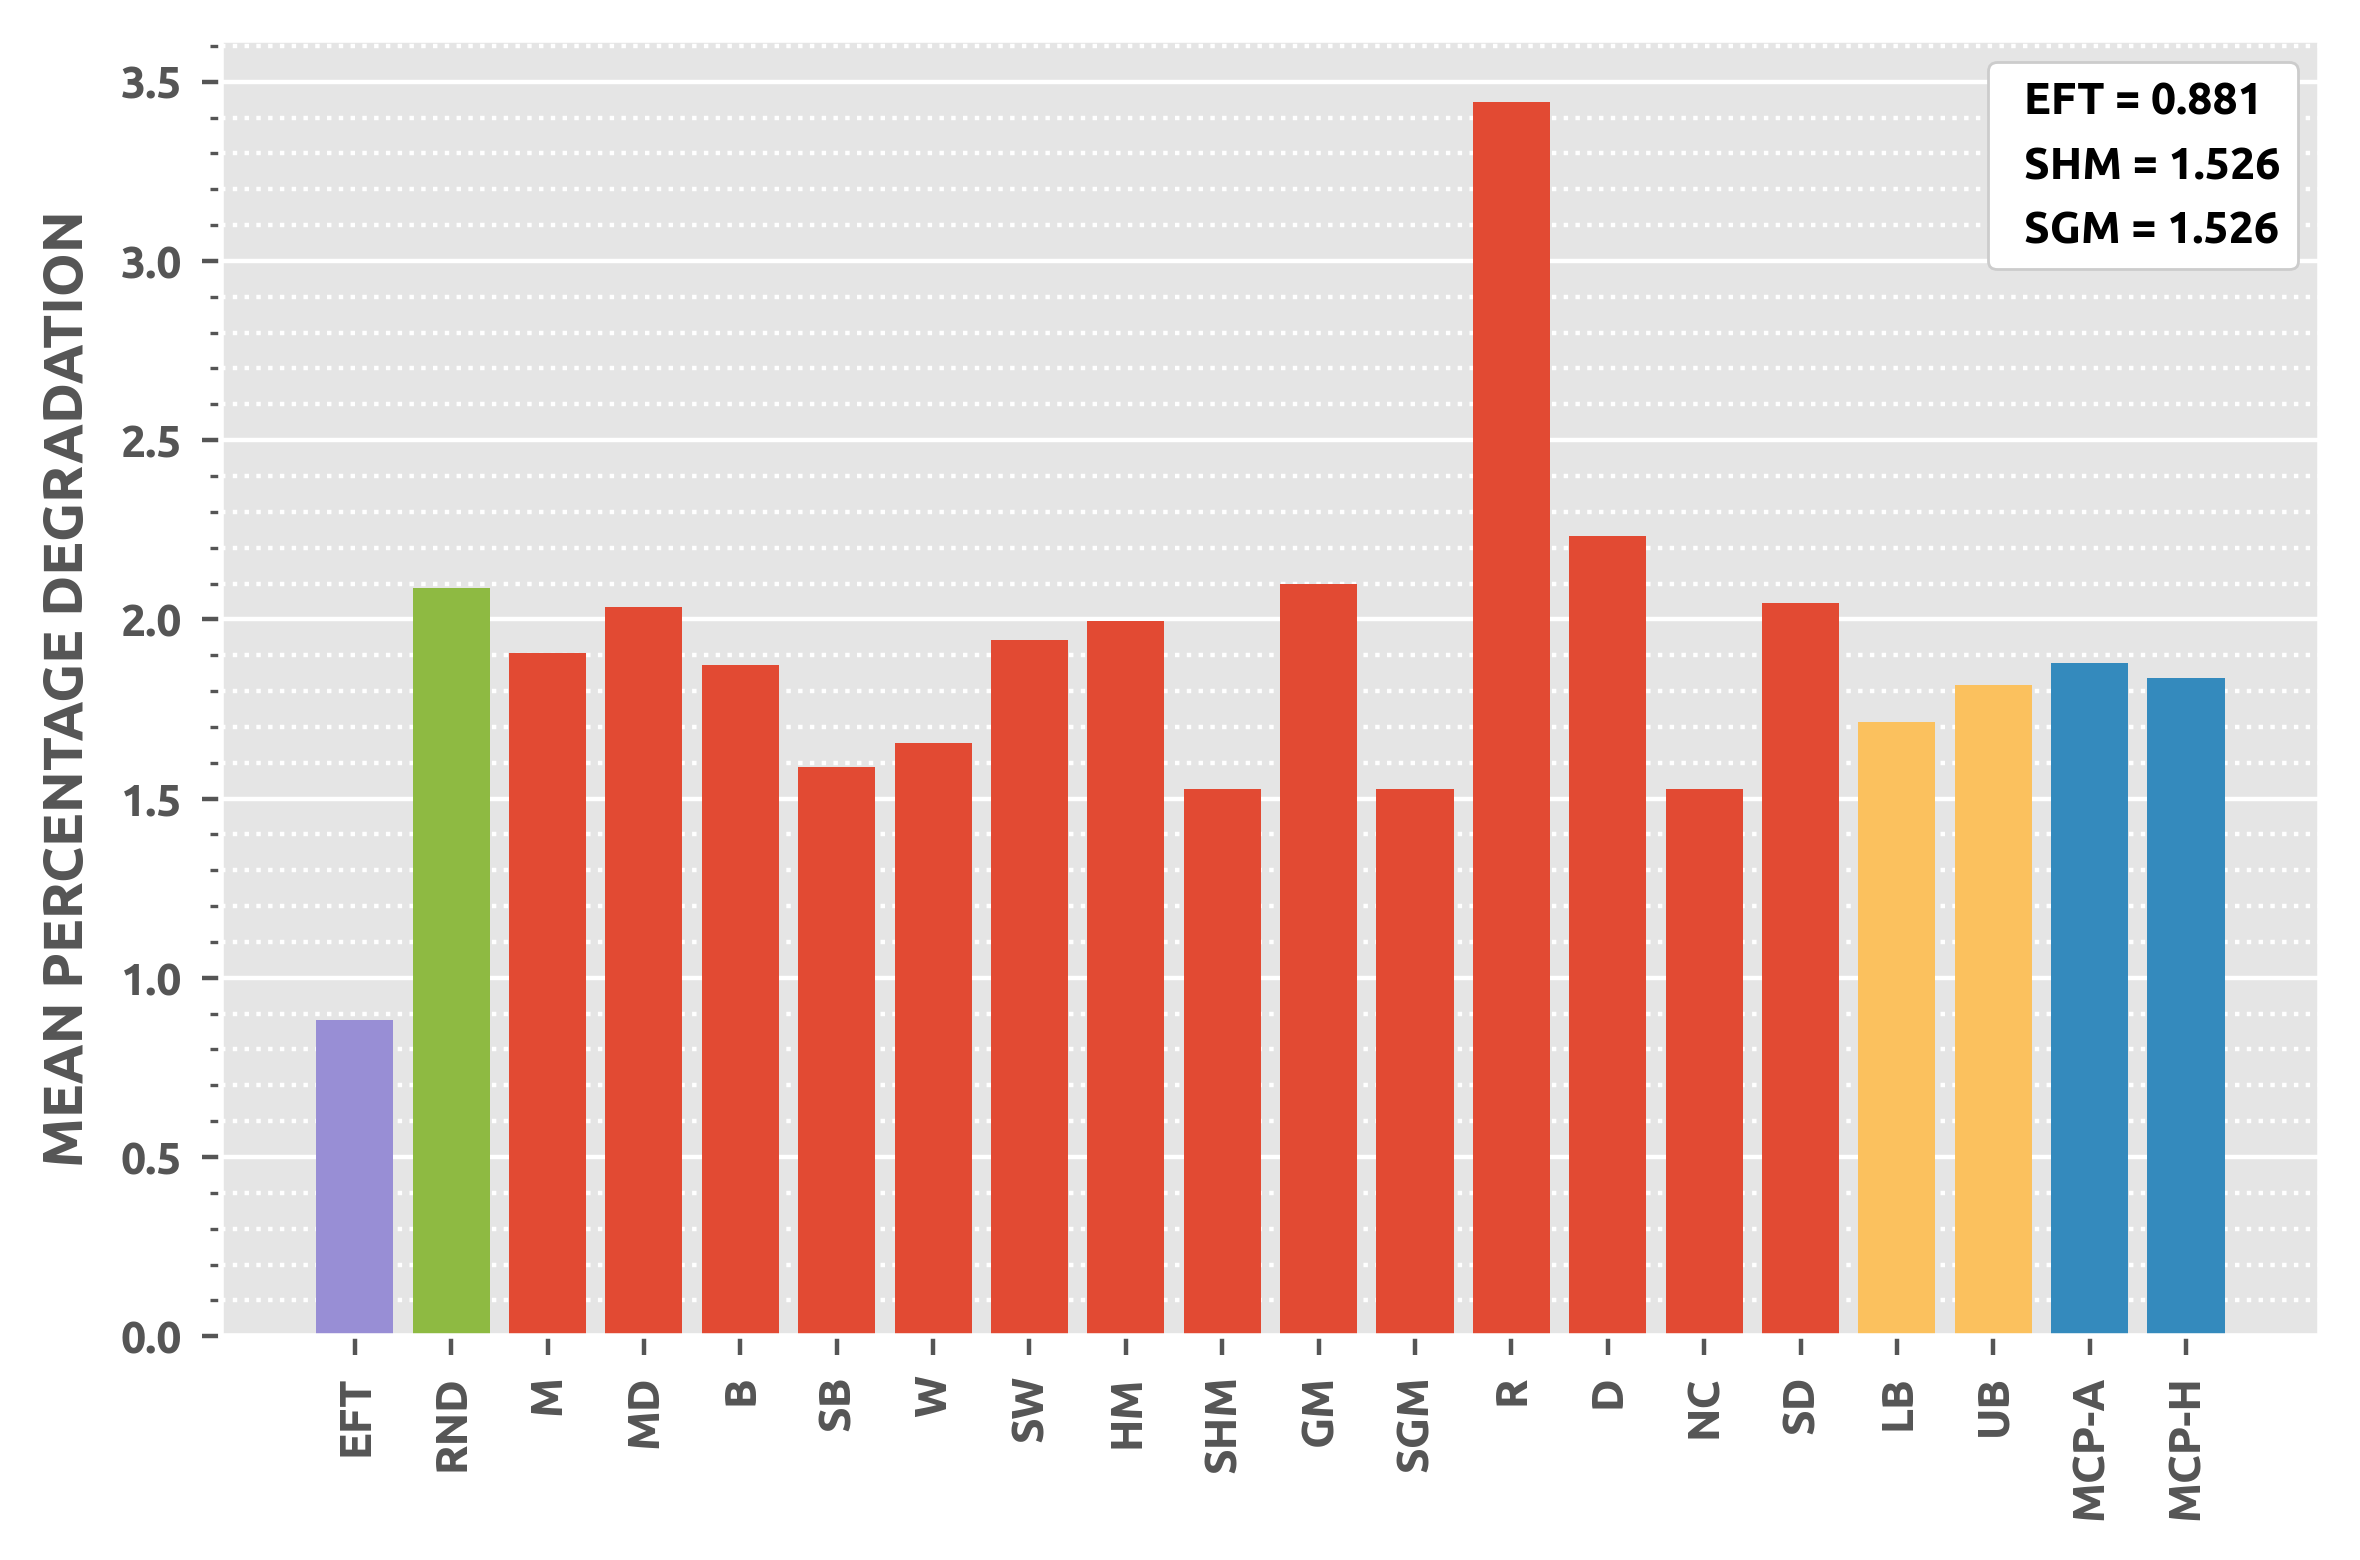 MEAN PERCENTAGE DEGRADATION
3.5
3.0
2.5
2.0
1.5
1.0
0.5
0.0
EFT = 0.881
SHM = 1.526
SGM = 1.526
EFT
RND
M
MD
B
SB
W
SW
HM
SHM
GM
SGM
R
D
NC
SD
LB
UB
MCP-A
MCP-H